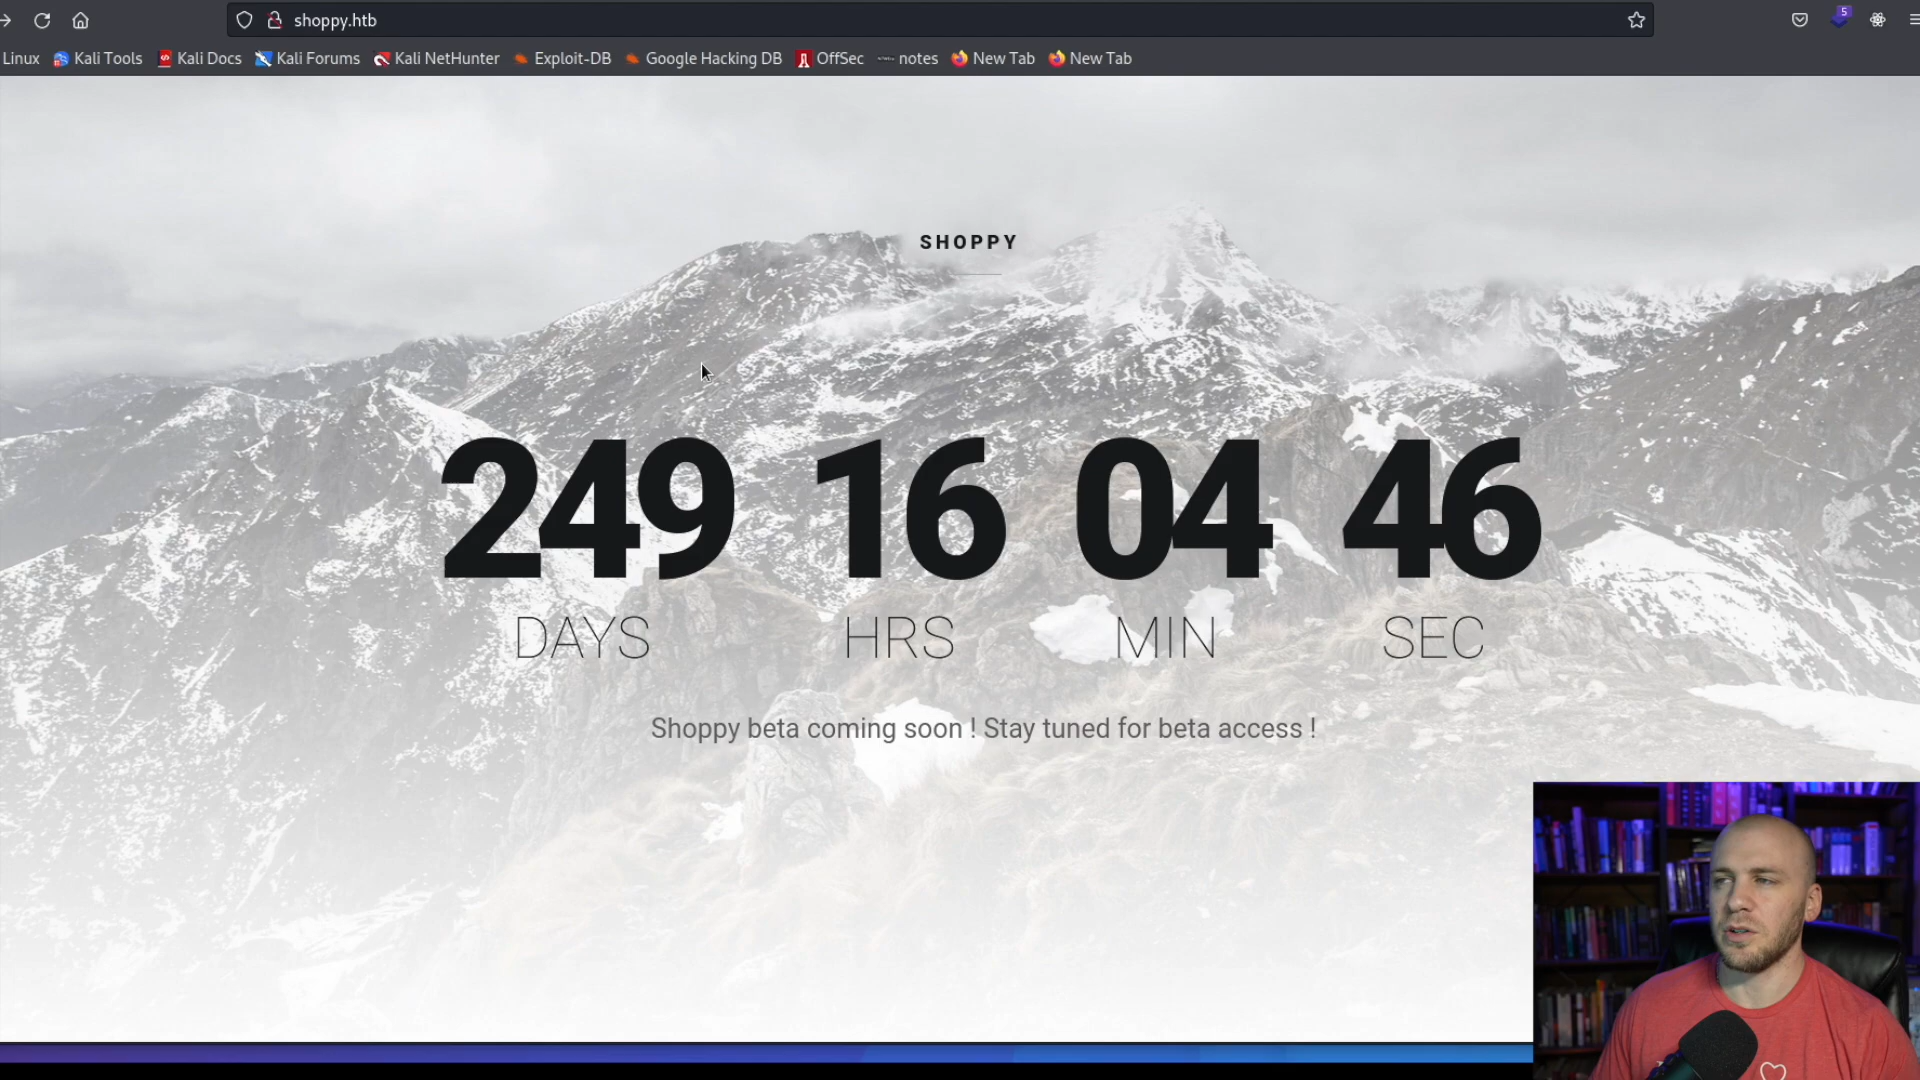 shoppy.htb
5
Linux Kali Tools Kali Docs Kali Forums Kali NetHunter Exploit-DB Google Hacking DB OffSec notes New Tab New Tab
SHOPPY
249 16 04 46
DAYS HRS MIN SEC
Shoppy beta coming soon ! Stay tuned for beta access !